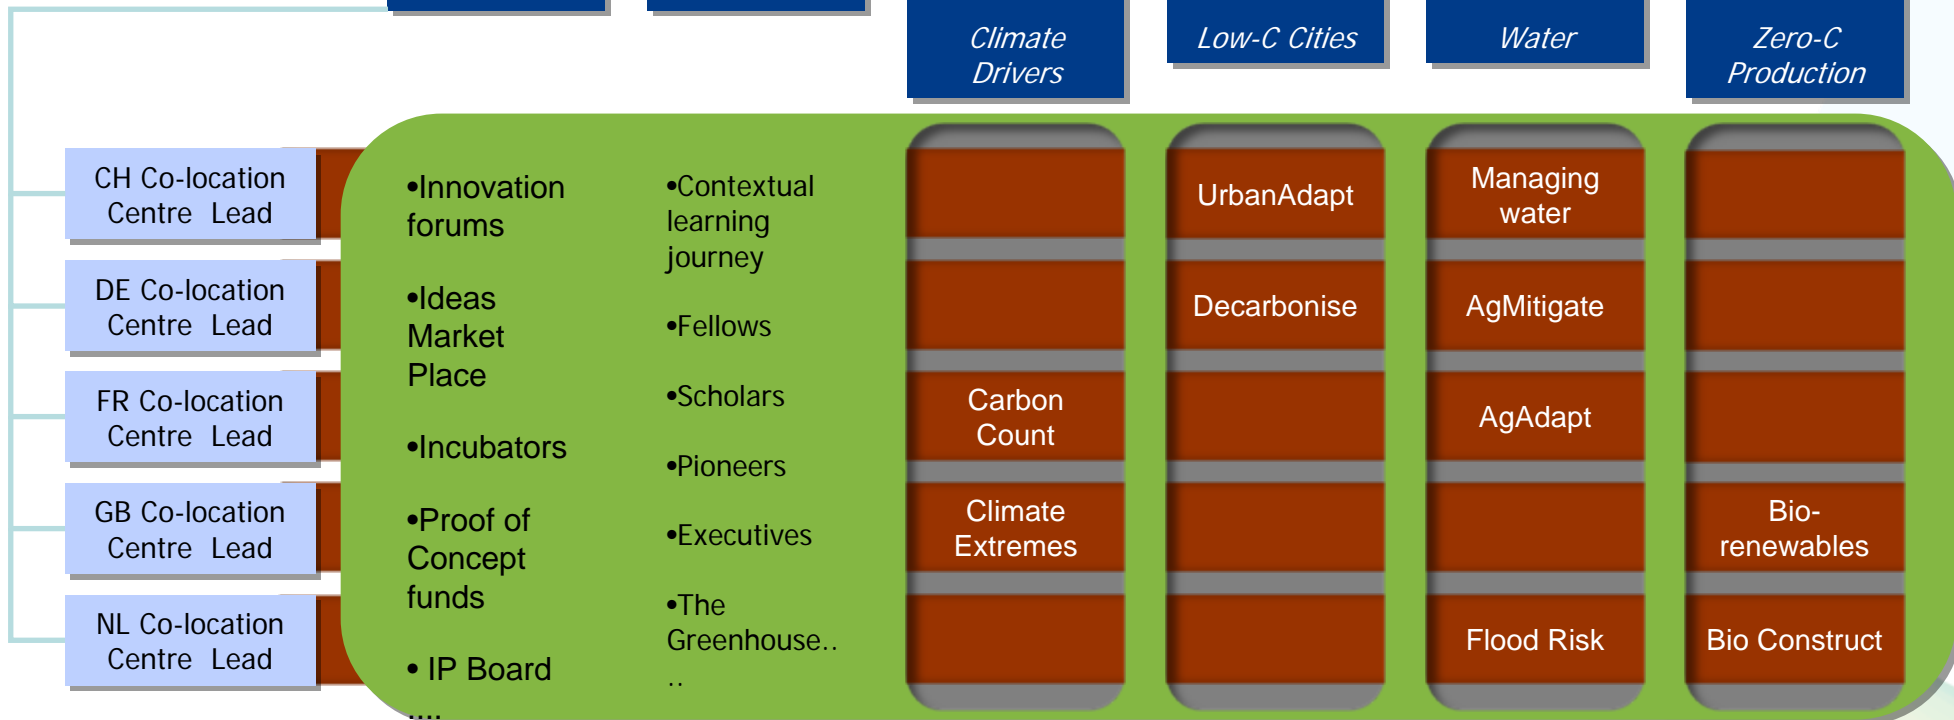 Climate
Drivers
Low-C Cities
Water
Zero-C
Production
CH Co-location
Centre Lead
DE Co-location
Centre Lead
FR Co-location
Centre Lead
GB Co-location
Centre Lead
NL Co-location
Centre Lead
•Innovation
forums
•Ideas
Market
Place
•Incubators
•Proof of
Concept
funds
• IP Board
....
•Contextual
learning
journey
•Fellows
•Scholars
•Pioneers
•Executives
•The
Greenhouse..
..
Carbon
Count
Climate
Extremes
UrbanAdapt
Decarbonise
Managing
water
AgMitigate
AgAdapt
Flood Risk
Bio-
renewables
Bio Construct